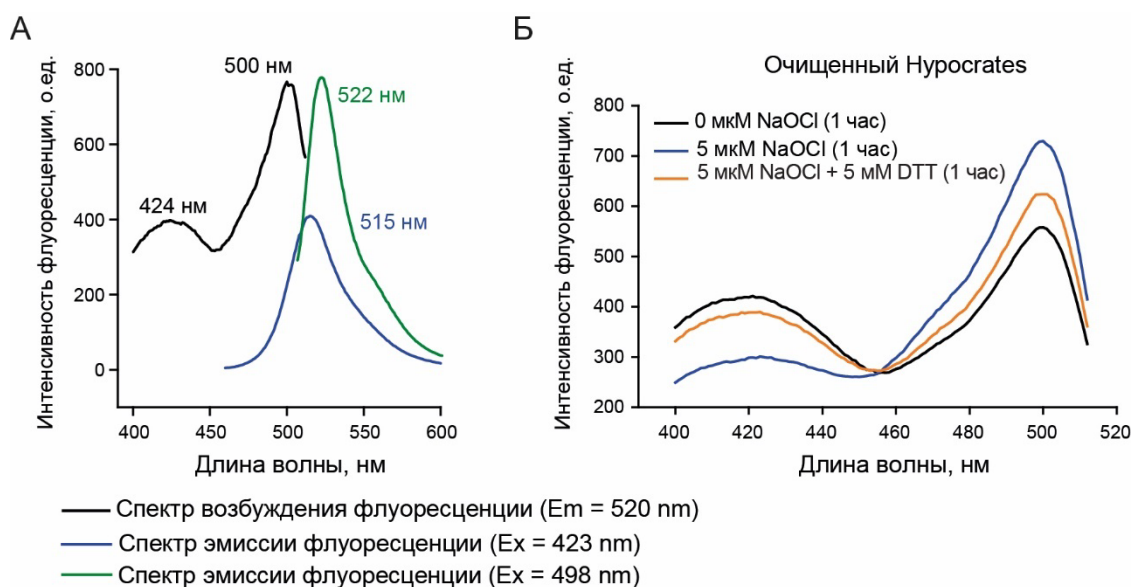 А
Интенсивность флуоресценции, о.ед.
800
600
400
200
0
500 нм
522 нм
424 нм
515 нм
400
450
500
550
600
Длина волны, нм
Б
Очищенный Hypocrates
Интенсивность флуоресценции, о.ед.
800
700
600
500
400
300
200
0 мкМ NaOCl (1 час)
5 мкМ NaOCl (1 час)
5 мкМ NaOCl + 5 мМ DTT (1 час)
400
420
440
460
480
500
520
Длина волны, нм
Спектр возбуждения флуоресценции (Em = 520 nm)
Спектр эмиссии флуоресценции (Ex = 423 nm)
Спектр эмиссии флуоресценции (Ex = 498 nm)